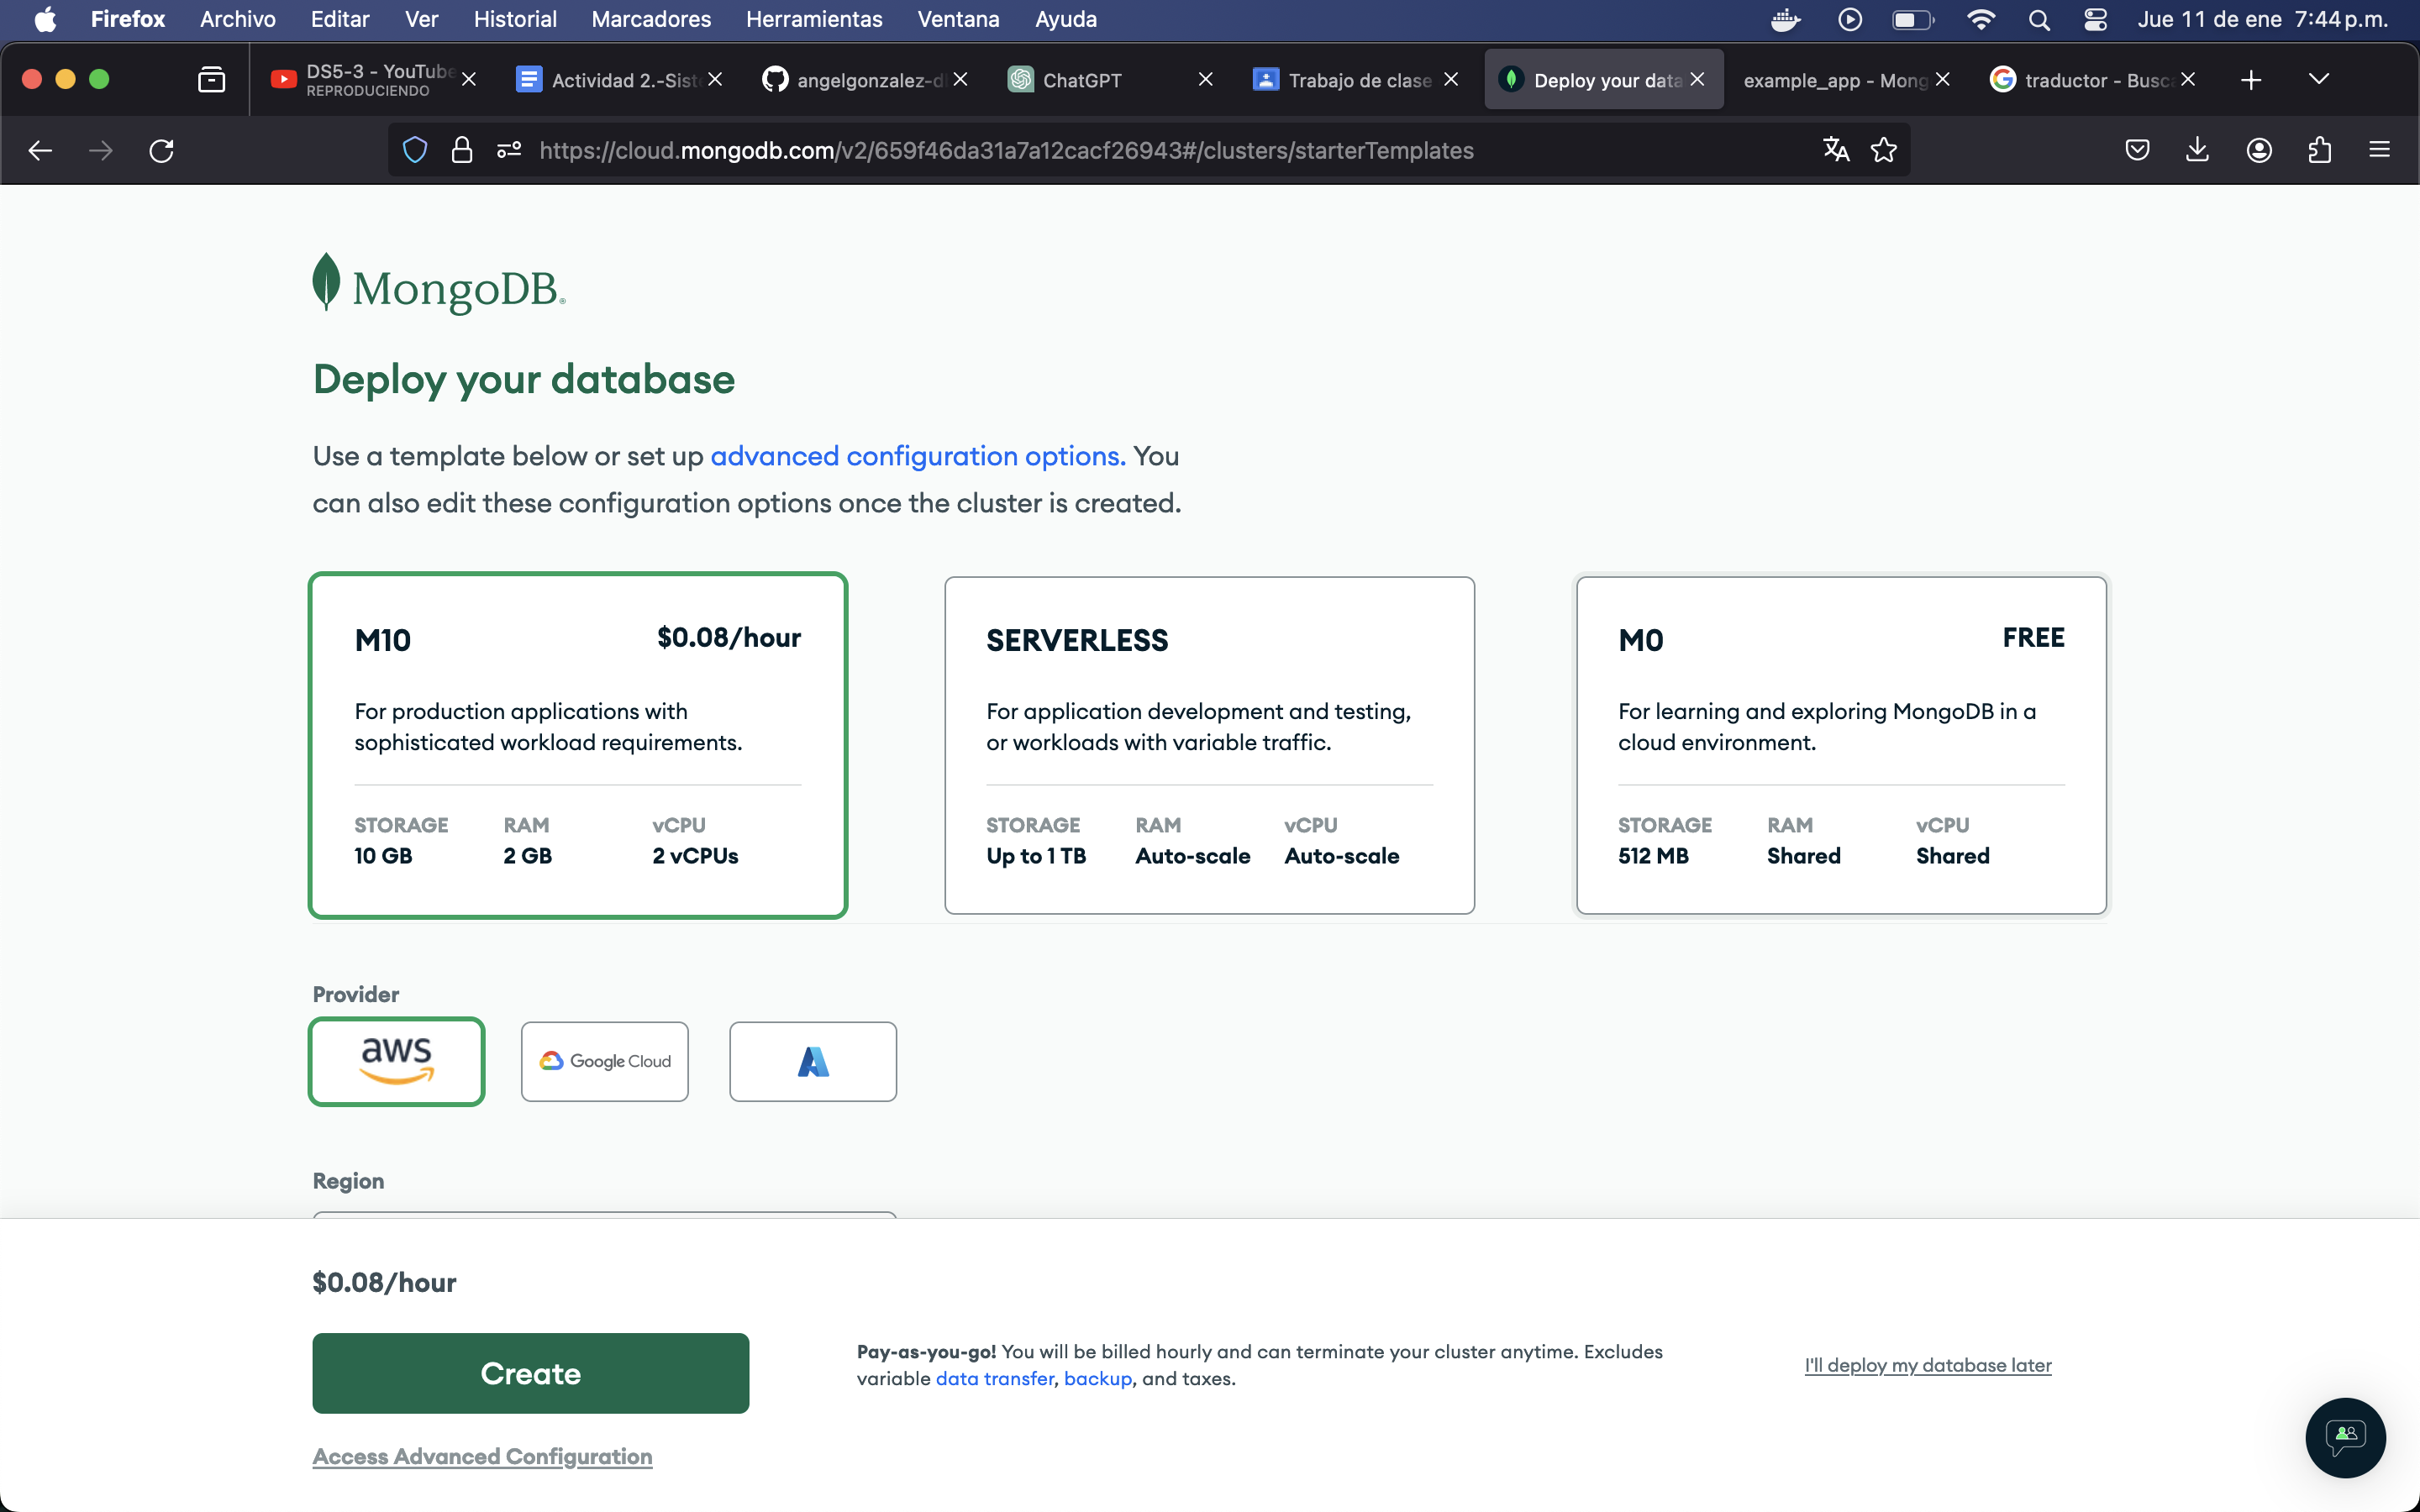 Firefox Archivo Editar Ver Historial Marcadores Herramientas Ventana Ayuda Jue 11 de ene 7:44 p.m.
DS5-3 - YouTube
REPRODUCIENDO
Actividad 2.-Sist
angelgonzalez-d
ChatGPT
Trabajo de clase
Deploy your data
example_app - Mong
traductor - Busc
https://cloud.mongodb.com/v2/659f46da31a7a12cacf26943#/clusters/starterTemplates
MongoDB®
Deploy your database
Use a template below or set up advanced configuration options. You
can also edit these configuration options once the cluster is created.
M10 $0.08/hour
For production applications with
sophisticated workload requirements.
STORAGE RAM vCPU
10 GB 2 GB 2 vCPUs
SERVERLESS
For application development and testing,
or workloads with variable traffic.
STORAGE RAM vCPU
Up to 1 TB Auto-scale Auto-scale
M0 FREE
For learning and exploring MongoDB in a
cloud environment.
STORAGE RAM vCPU
512 MB Shared Shared
Provider
aws
Google Cloud
Region
$0.08/hour
Create
Pay-as-you-go! You will be billed hourly and can terminate your cluster anytime. Excludes
variable data transfer, backup, and taxes.
I'll deploy my database later
Access Advanced Configuration